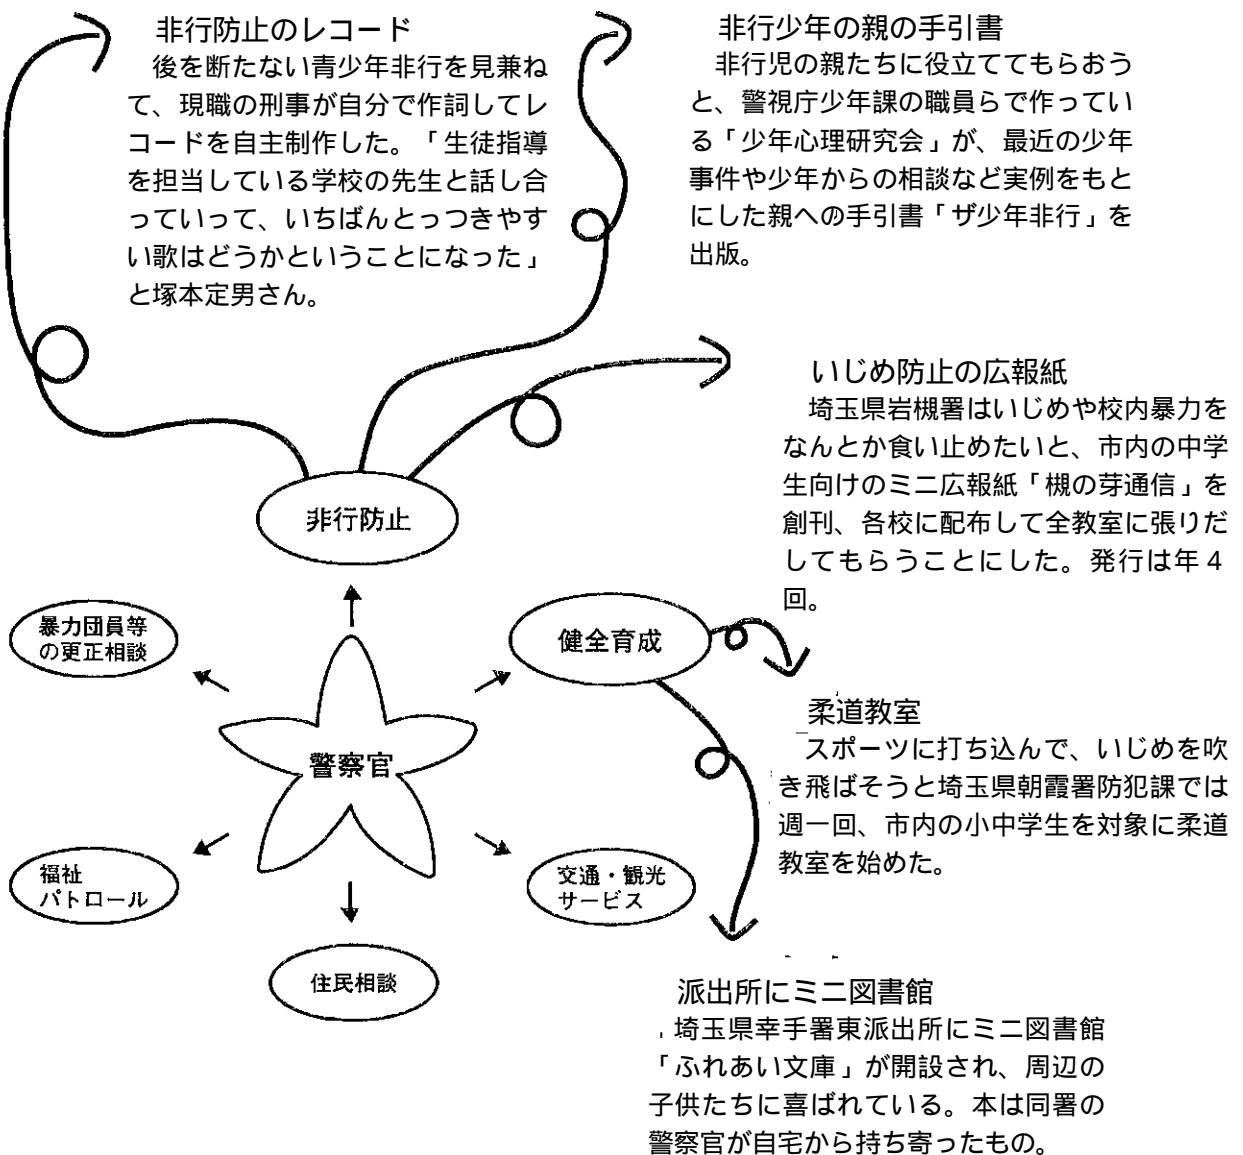 非行防止のレコード
後を断たない青少年非行を見兼ね
て、現職の刑事が自分で作詞してレ
コードを自主制作した。「生徒指導
を担当している学校の先生と話し合
っていって、いちばんとっつきやす
い歌はどうかということになった」
と塚本定男さん。
非行少年の親の手引書
非行児の親たちに役立ててもらおう
と、警視庁少年課の職員らで作ってい
る「少年心理研究会」が、最近の少年
事件や少年からの相談など実例をもと
にした親への手引書「ザ少年非行」を
出版。
いじめ防止の広報紙
埼玉県岩槻署はいじめや校内暴力を
なんとか食い止めたいと、市内の中学
生向けのミニ広報紙「槻の芽通信」を
創刊、各校に配布して全教室に張りだ
してもらうことにした。発行は年4
回。
非行防止
暴力団員等
の更正相談
健全育成
警察官
福祉
パトロール
交通・観光
サービス
住民相談
柔道教室
スポーツに打ち込んで、いじめを吹
き飛ばそうと埼玉県朝霞署防犯課では
週一回、市内の小中学生を対象に柔道
教室を始めた。
派出所にミニ図書館
埼玉県幸手署東派出所にミニ図書館
「ふれあい文庫」が開設され、周辺の
子供たちに喜ばれている。本は同署の
警察官が自宅から持ち寄ったもの。